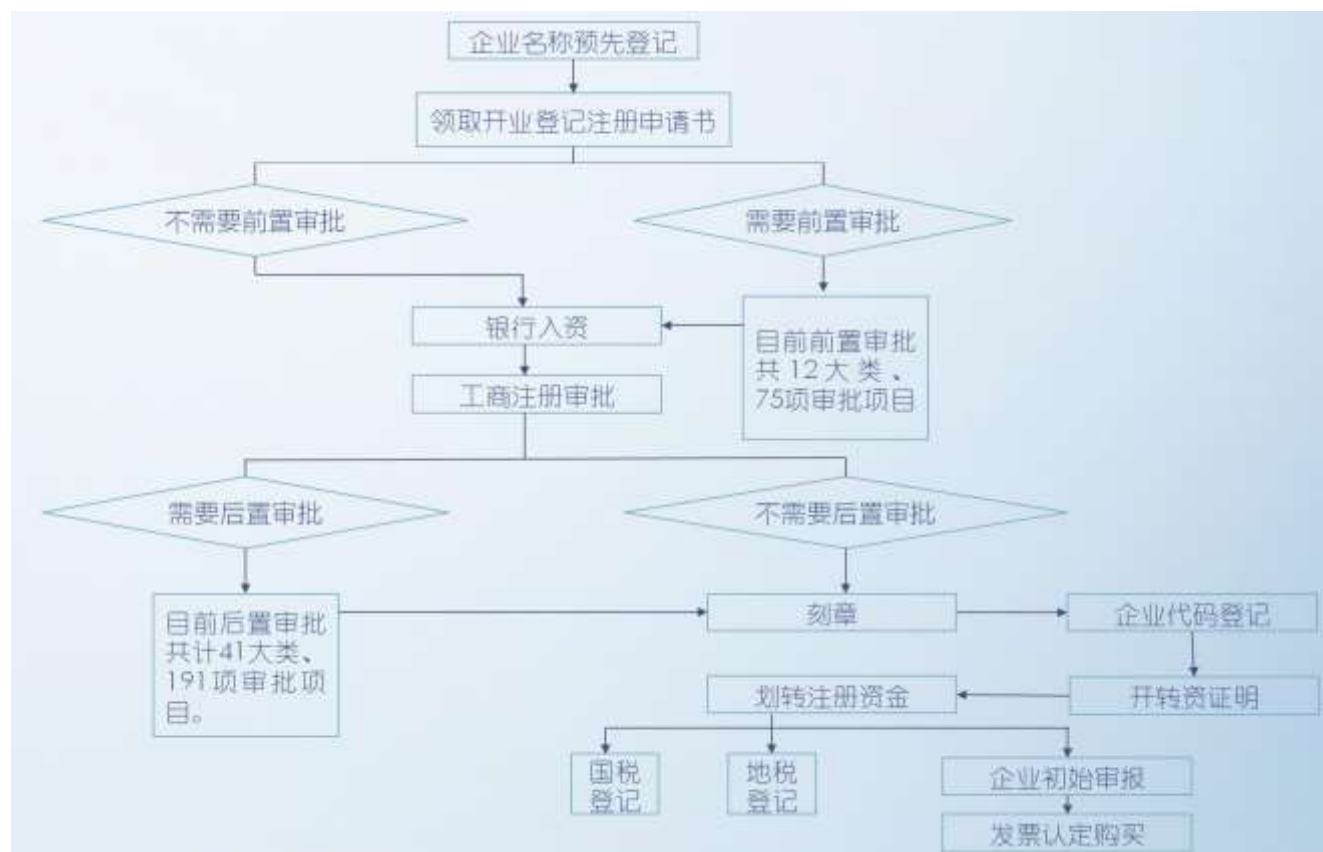 企业名称预先登记
领取开业登记注册申请书
不需要前置审批
需要前置审批
银行入资
目前前置审批
共12大类、
75项审批项目
工商注册审批
需要后置审批
不需要后置审批
目前后置审批
共计41大类、
191项审批项
目。
刻章
企业代码登记
划转注册资金
开转资证明
国税
登记
地税
登记
企业初始审报
发票认定购买